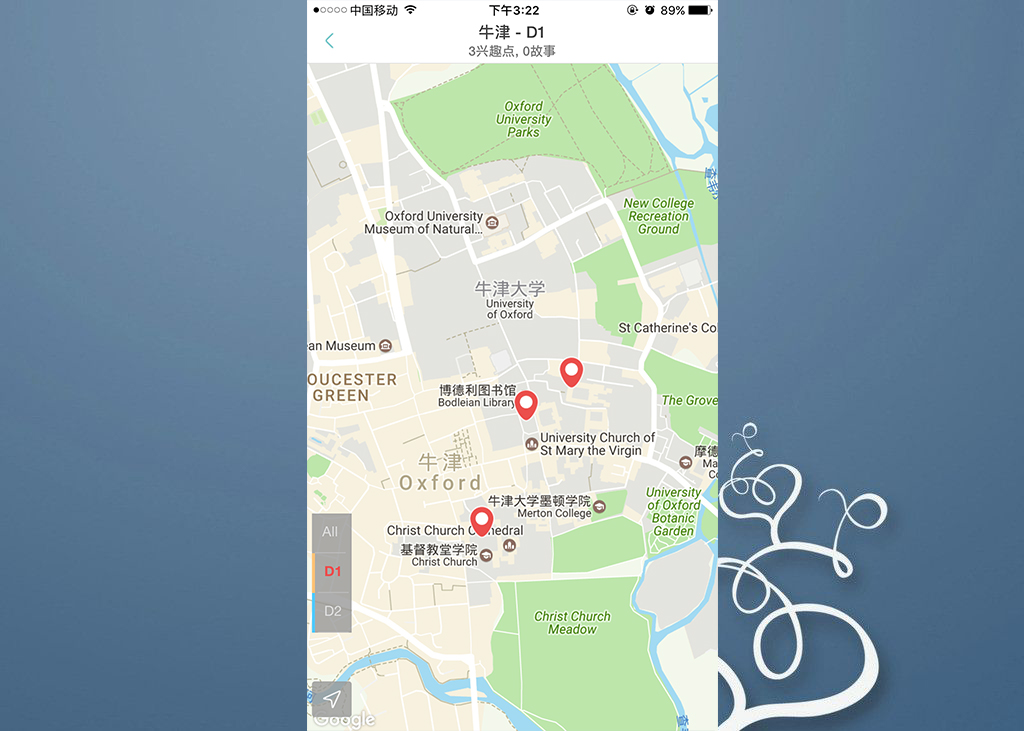 中国移动
下午3:22
89%
牛津 - D1
3兴趣点, 0故事
Oxford
University
Parks
New College
Recreation
Ground
Oxford University
Museum of Natural...
牛津大学
University
of Oxford
St Catherine's Co
an Museum
OUCESTER
GREEN
博德利图书馆
Bodleian Library
The Grove
University Church of
St Mary the Virgin
牛津
Oxford
摩德
Ma
Co
牛津大学墨顿学院
Merton College
University
of Oxford
Botanic
Garden
Christ Church C thedral
基督教堂学院
Christ Church
All
D1
D2
Christ Church
Meadow
Google